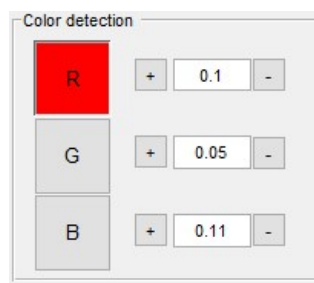 Color detection
R + 0.1 -
G + 0.05 -
B + 0.11 -